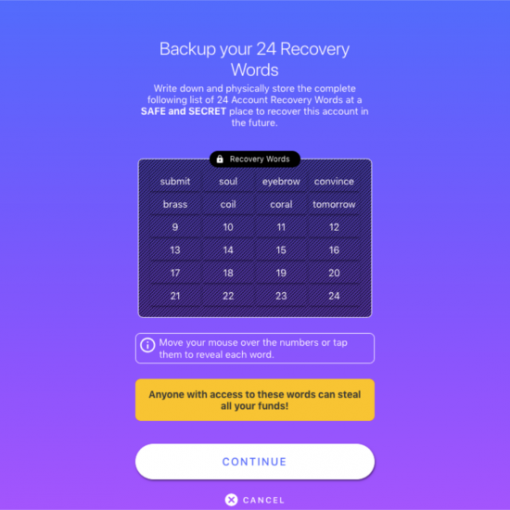 Backup your 24 Recovery
Words
Write down and physically store the complete
following list of 24 Account Recovery Words at a
SAFE and SECRET place to recover this account in
the future.
Recovery Words
submit soul eyebrow convince
brass coil coral tomorrow
9 10 11 12
13 14 15 16
17 18 19 20
21 22 23 24
Move your mouse over the numbers or tap
them to reveal each word.
Anyone with access to these words can steal
all your funds!
CONTINUE
CANCEL